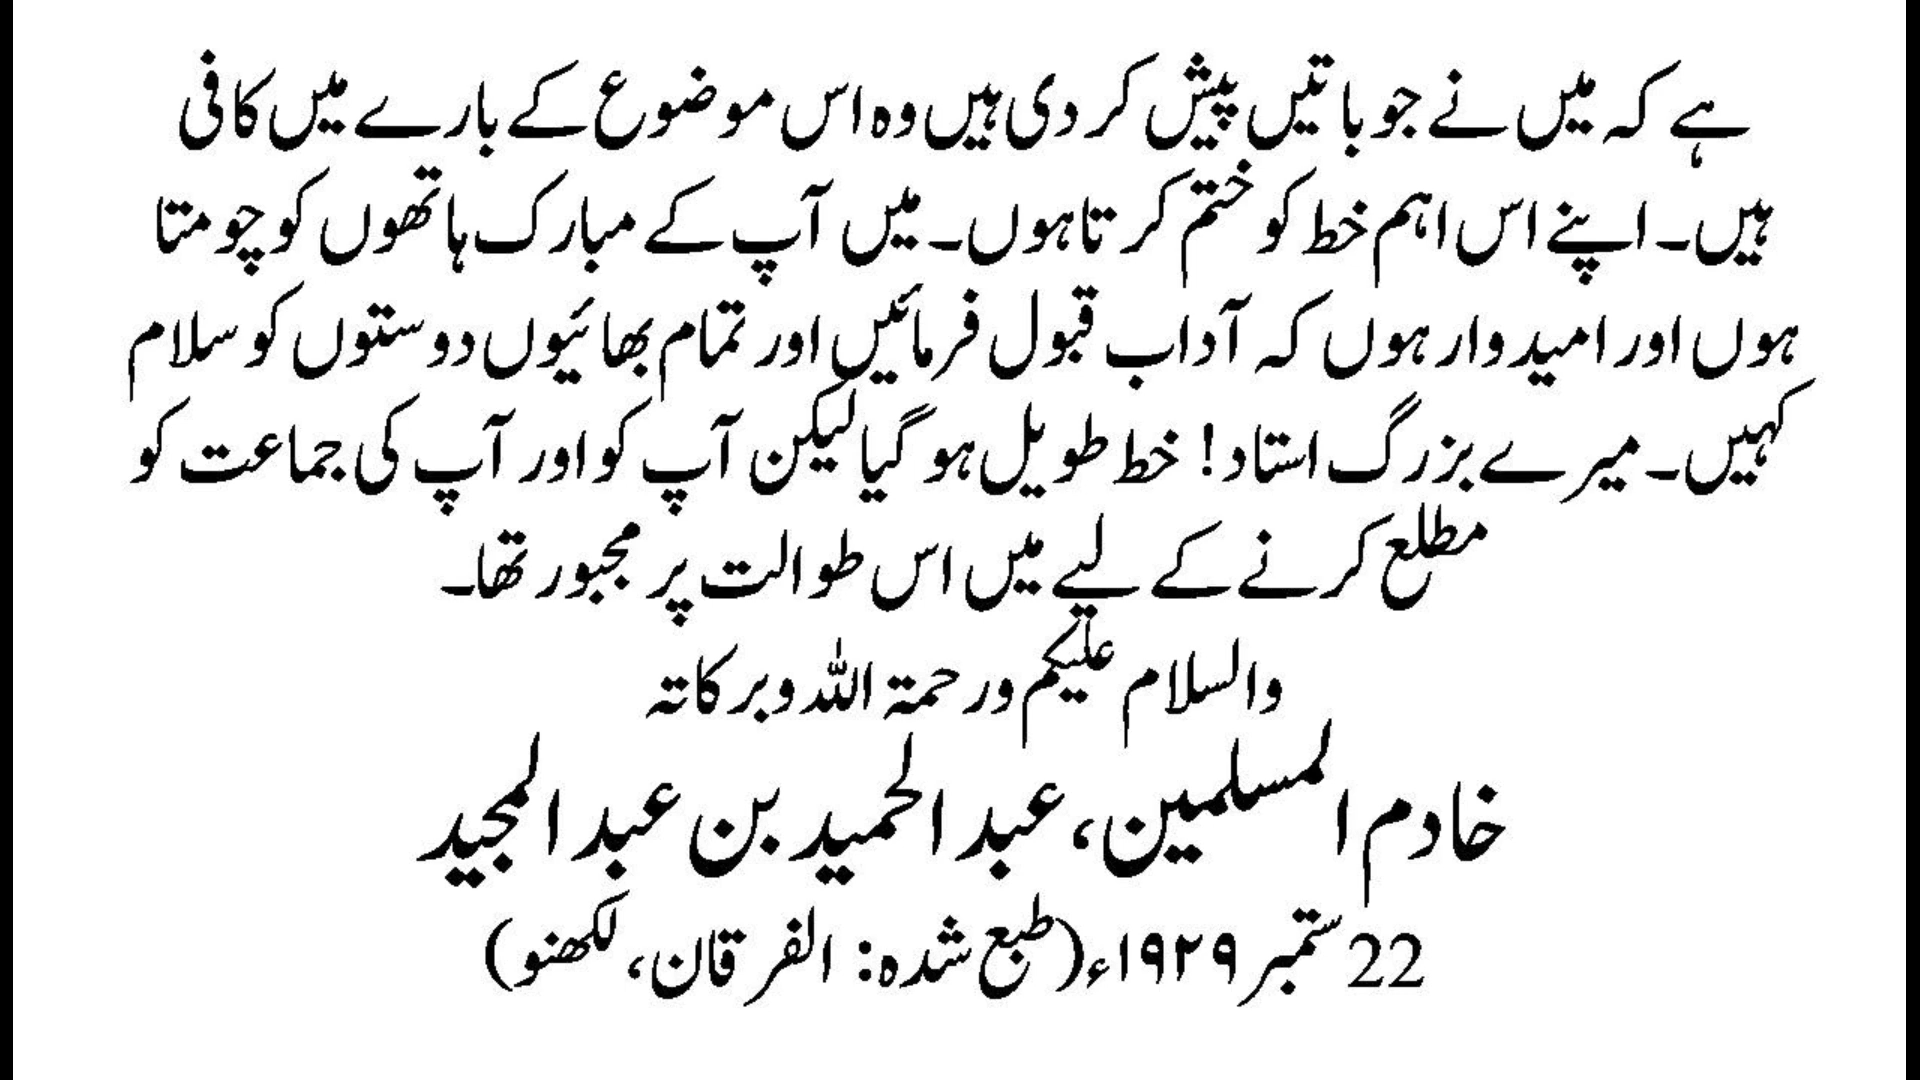 ہے کہ میں نے جو باتیں پیش کر دی ہیں وہ اس موضوع کے بارے میں کافی
ہیں۔ اپنے اس اہم خط کو ختم کرتا ہوں۔ میں آپ کے مبارک ہاتھوں کو چومتا
ہوں اور امیدوار ہوں کہ آداب قبول فرمائیں اور تمام بھائیوں دوستوں کو سلام
کہیں۔ میرے بزرگ استاد! خط طویل ہو گیا لیکن آپ کو اور آپ کی جماعت کو
مطلع کرنے کے لیے میں اس طوالت پر مجبور تھا۔
والسلام علیکم ورحمۃ اللہ وبرکاتہ
خادم المسلمین، عبدالحمید بن عبدالمجید
22 ستمبر ۱۹۲۹ء (طبع شدہ: الفرقان، لکھنو)